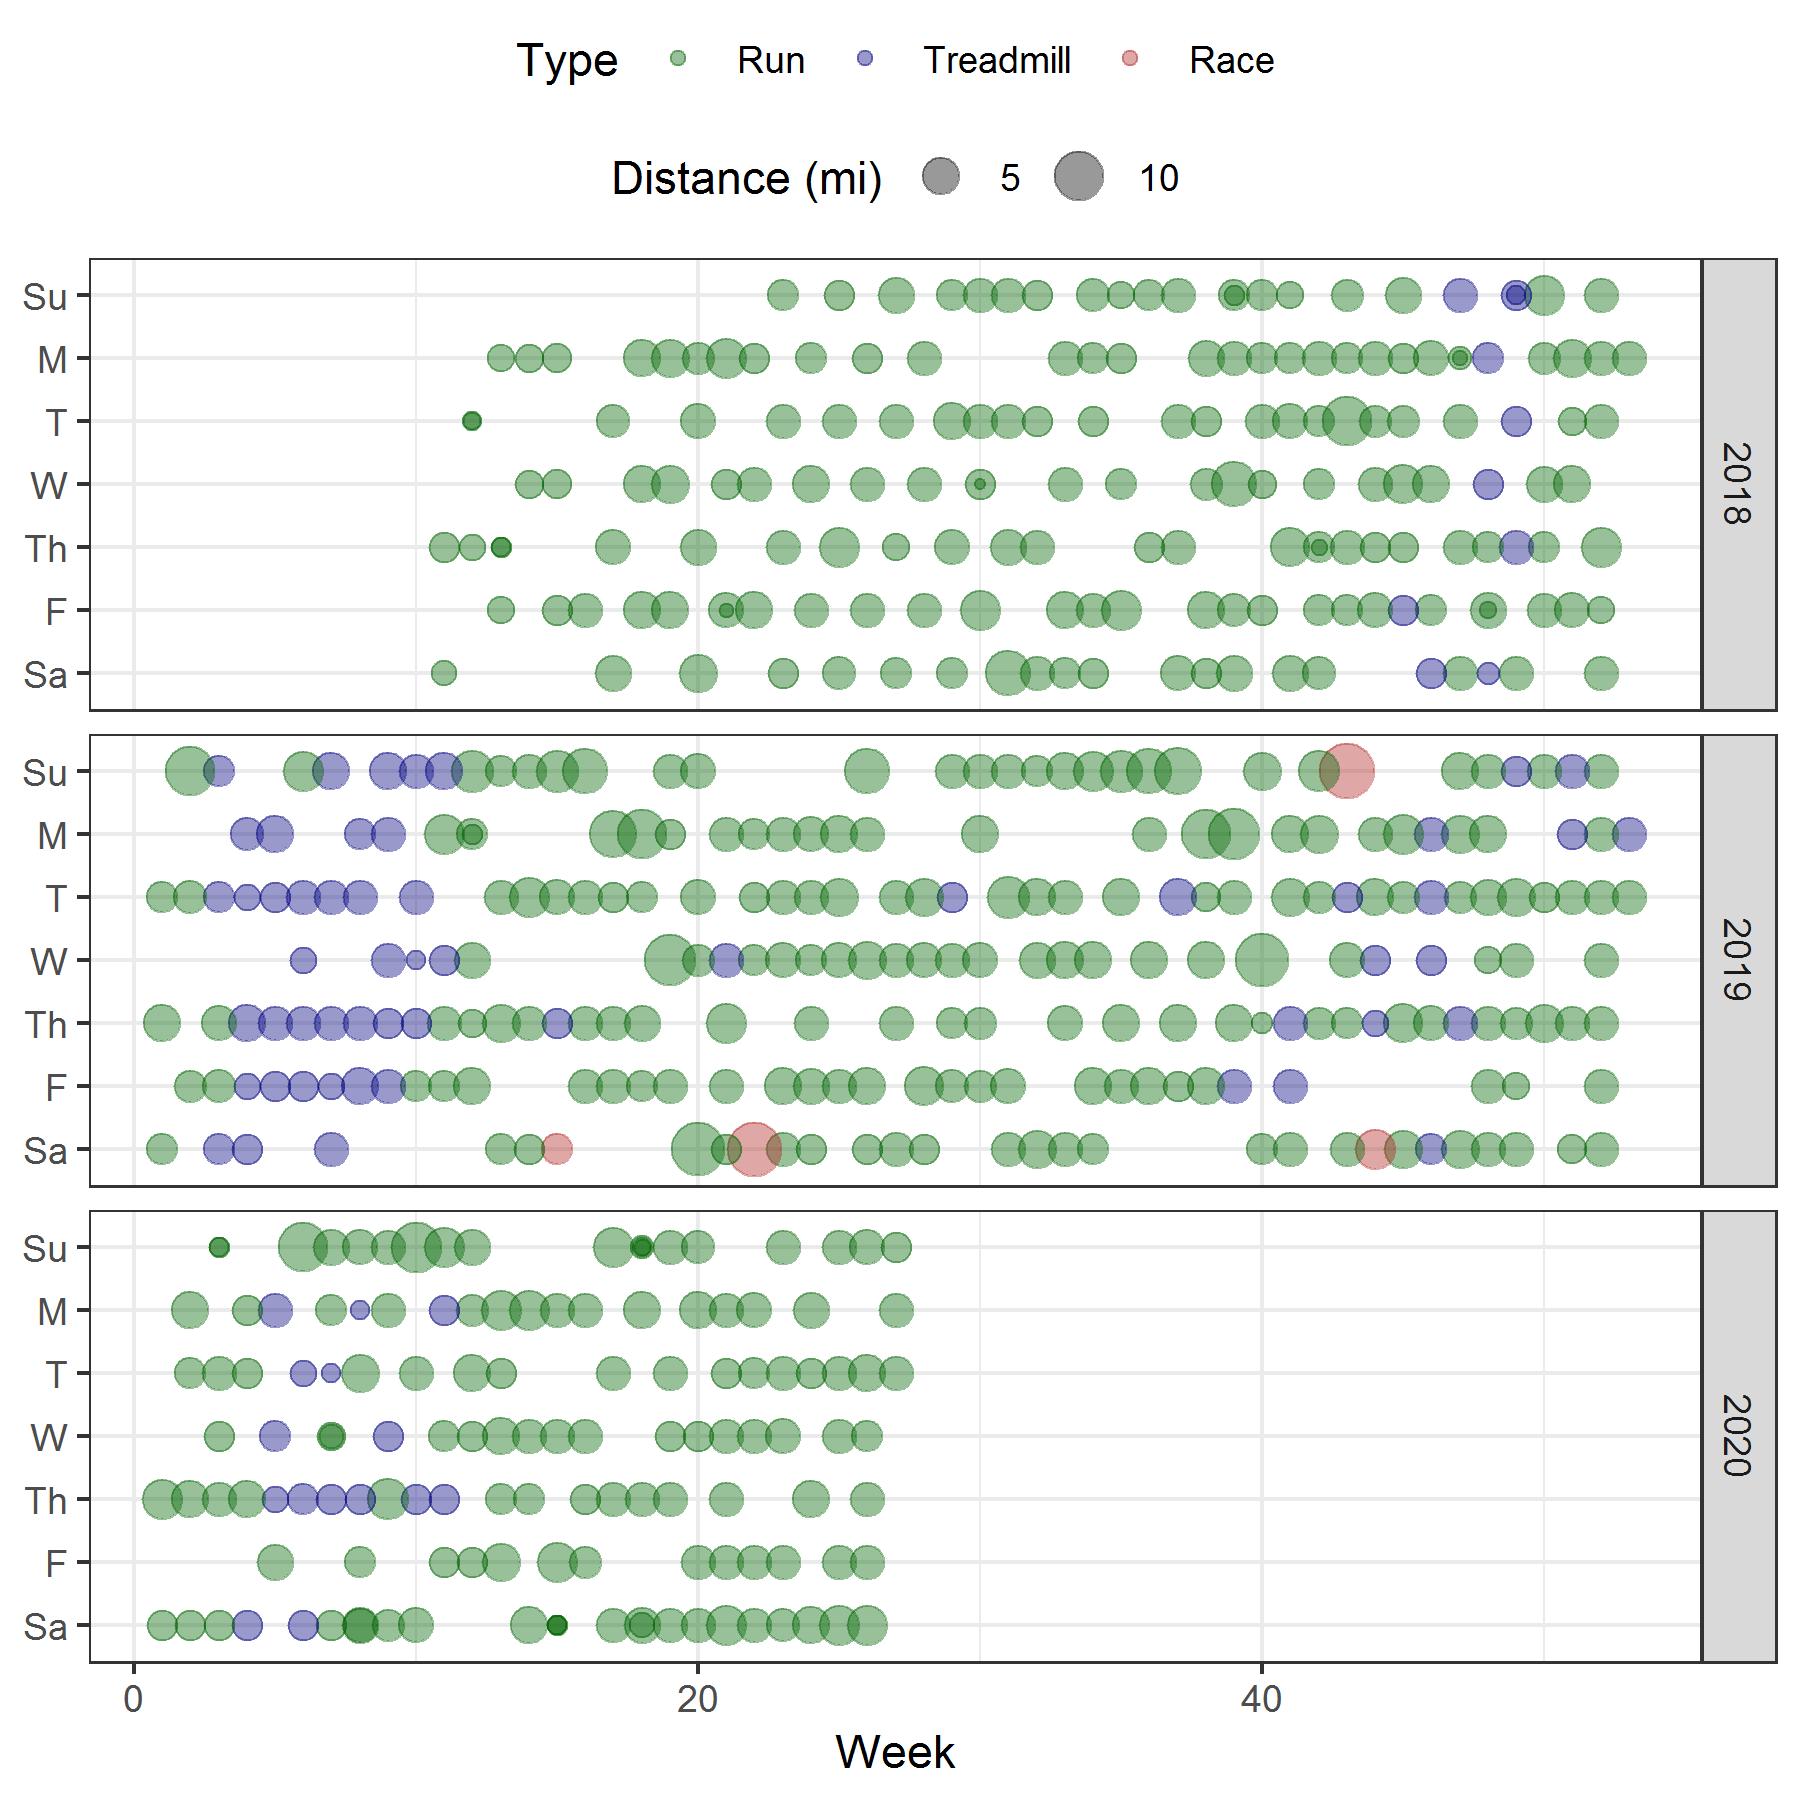 Type Run Treadmill Race
Distance (mi) 5 10
Su
M
T
W
Th
F
Sa
2018
Su
M
T
W
Th
F
Sa
2019
Su
M
T
W
Th
F
Sa
2020
0 20 40
Week